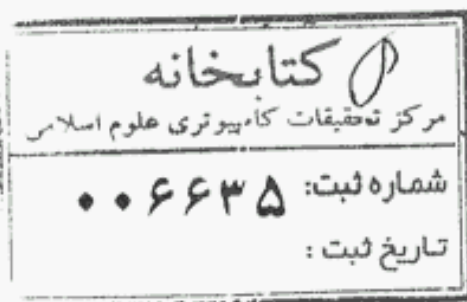 کتابخانه
مرکز تحقیقات کامپیوتری علوم اسلامی
شماره ثبت: ۰۰۶۶۳۵
تاریخ ثبت :